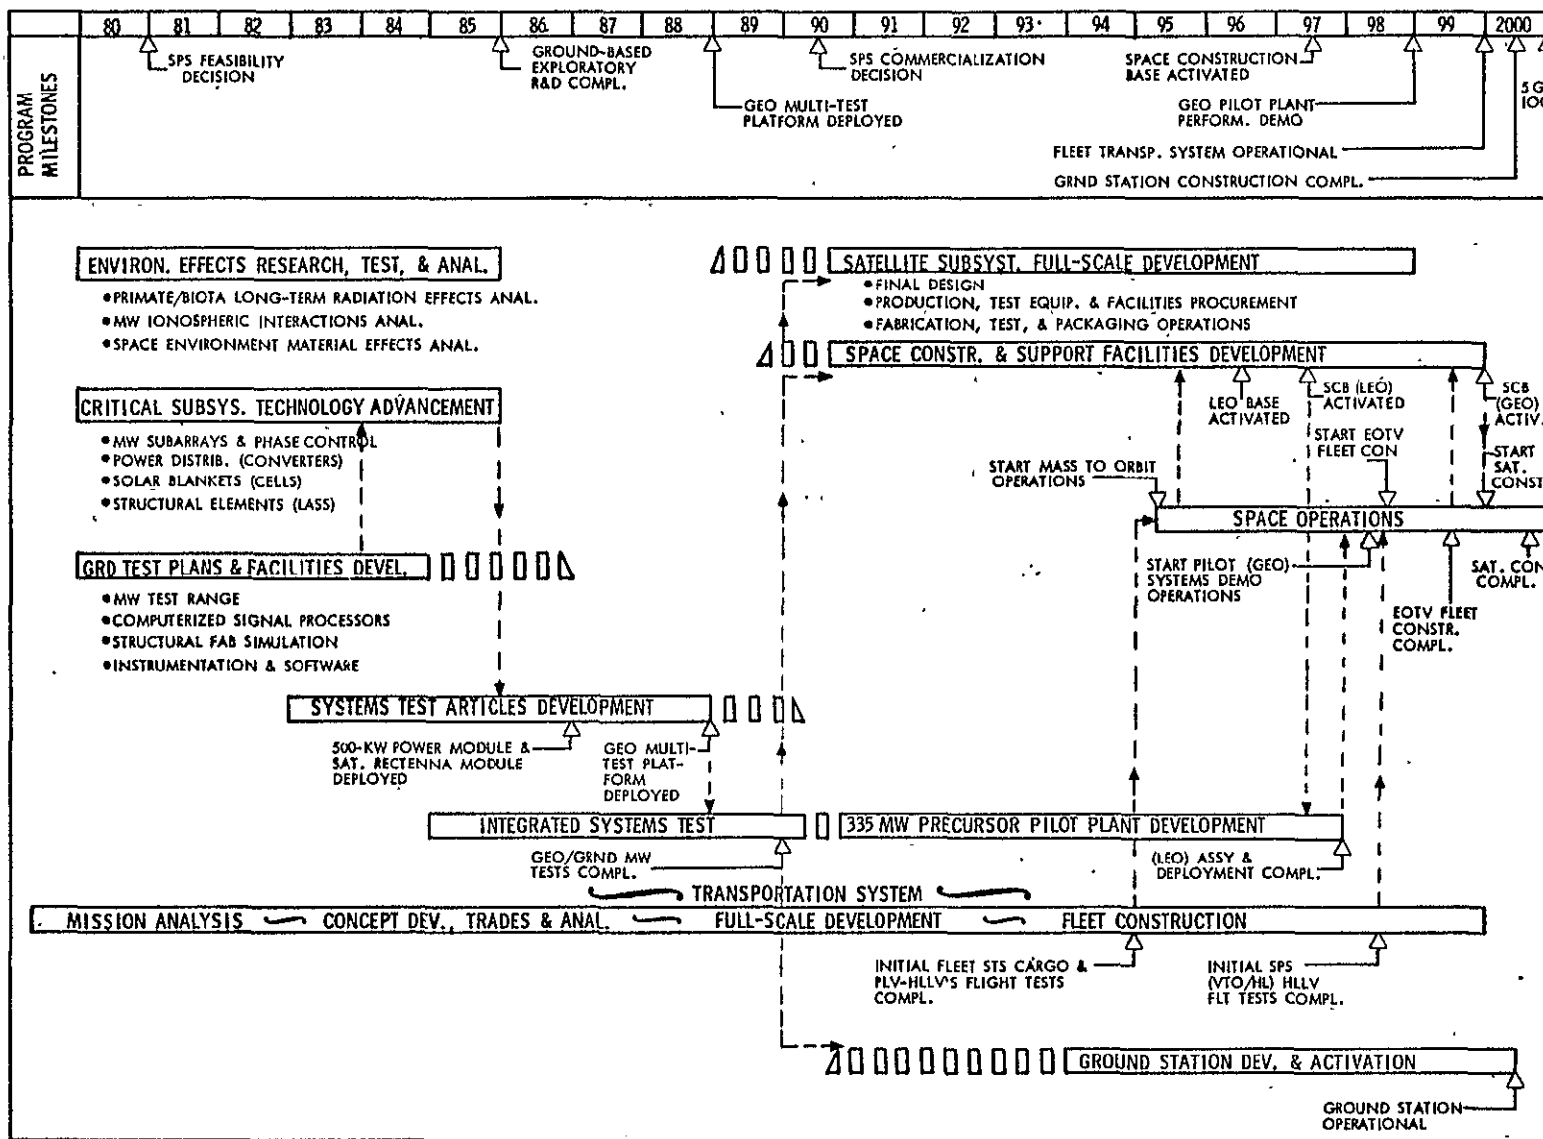 80 81 82 83 84 85 86. 87 88 89 90 91 92 93· 94 95 96 97 98 99 2000
PROGRAM
MILESTONES
SPS FEASIBILITY
DECISION
GROUND-BASED
EXPLORATORY
R&D COMPL.
GEO MULTI-TEST
PLATFORM DEPLOYED
SPS COMMERCIALIZATION
DECISION
SPACE CONSTRUCTION
BASE ACTIVATED
GEO PILOT PLANT
PERFORM. DEMO
FLEET TRANSP. SYSTEM OPERATIONAL
GRND STATION CONSTRUCTION COMPL.
5 G
ENVIRON. EFFECTS RESEARCH, TEST, & ANAL.
•PRIMATE/BIOTA LONG-TERM RADIATION EFFECTS ANAL.
•MW IONOSPHERIC INTERACTIONS ANAL.
•SPACE ENVIRONMENT MATERIAL EFFECTS ANAL.
SATELLITE SUBSYST. FULL-SCALE DEVELOPMENT
•FINAL DESIGN
•PRODUCTION, TEST EQUIP. & FACILITIES PROCUREMENT
•FABRICATION, TEST, & PACKAGING OPERATIONS
SPACE CONSTR. & SUPPORT FACILITIES DEVELOPMENT
LEO BASE
ACTIVATED
SCB (LEO)
ACTIVATED
SCB
(GEO)
ACTIV.
CRITICAL SUBSYS. TECHNOLOGY ADVANCEMENT
•MW SUBARRAYS & PHASE CONTROL
•POWER DISTRIB. (CONVERTERS)
•SOLAR BLANKETS (CELLS)
•STRUCTURAL ELEMENTS (LASS)
START MASS TO ORBIT
OPERATIONS
START EOTV
FLEET CON
START
SAT.
CONST
SPACE OPERATIONS
GRD TEST PLANS & FACILITIES DEVEL.
•MW TEST RANGE
•COMPUTERIZED SIGNAL PROCESSORS
•STRUCTURAL FAB SIMULATION
•INSTRUMENTATION & SOFTWARE
START PILOT (GEO)
SYSTEMS DEMO
OPERATIONS
EOTV FLEET
CONSTR.
COMPL.
SAT. CON
COMPL.
SYSTEMS TEST ARTICLES DEVELOPMENT
500-KW POWER MODULE &
SAT. RECTENNA MODULE
DEPLOYED
GEO MULTI-
TEST PLAT-
FORM
DEPLOYED
INTEGRATED SYSTEMS TEST
GEO/GRND MW
TESTS COMPL.
335 MW PRECURSOR PILOT PLANT DEVELOPMENT
(LEO) ASSY &
DEPLOYMENT COMPL.
TRANSPORTATION SYSTEM
MISSION ANALYSIS CONCEPT DEV., TRADES & ANAL. FULL-SCALE DEVELOPMENT FLEET CONSTRUCTION
INITIAL FLEET STS CARGO &
PLV-HLLV'S FLIGHT TESTS
COMPL.
INITIAL SPS
(VTO/HL) HLLV
FLT TESTS COMPL.
GROUND STATION DEV. & ACTIVATION
GROUND STATION
OPERATIONAL